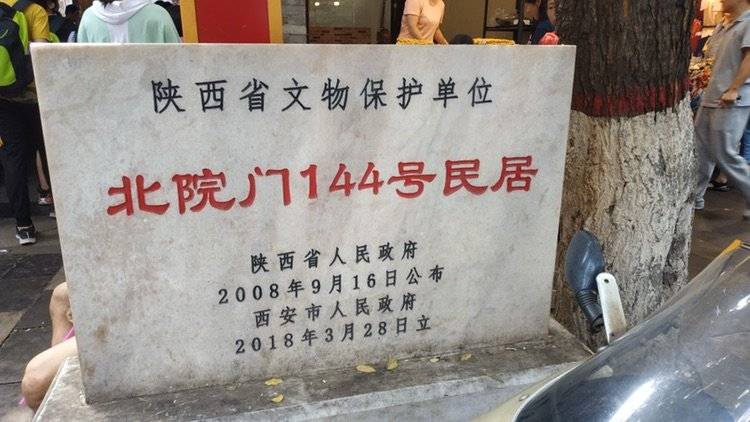 陕西省文物保护单位
北院门144号民居
陕西省人民政府
2008年9月16日公布
西安市人民政府
2018年3月28日立